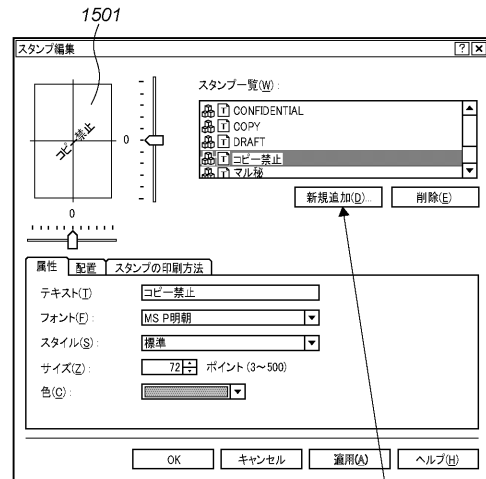 1501
スタンプ編集
スタンプ一覧(W) :
CONFIDENTIAL
COPY
DRAFT
コピー禁止
マル秘
コピー禁止
0
0
新規追加(D)... 削除(E)
属性 配置 スタンプの印刷方法
テキスト(T) コピー禁止
フォント(F) : MS P明朝
スタイル(S) : 標準
サイズ(Z) : 72 ポイント (3～500)
色(C) :
OK キャンセル 適用(A) ヘルプ(H)